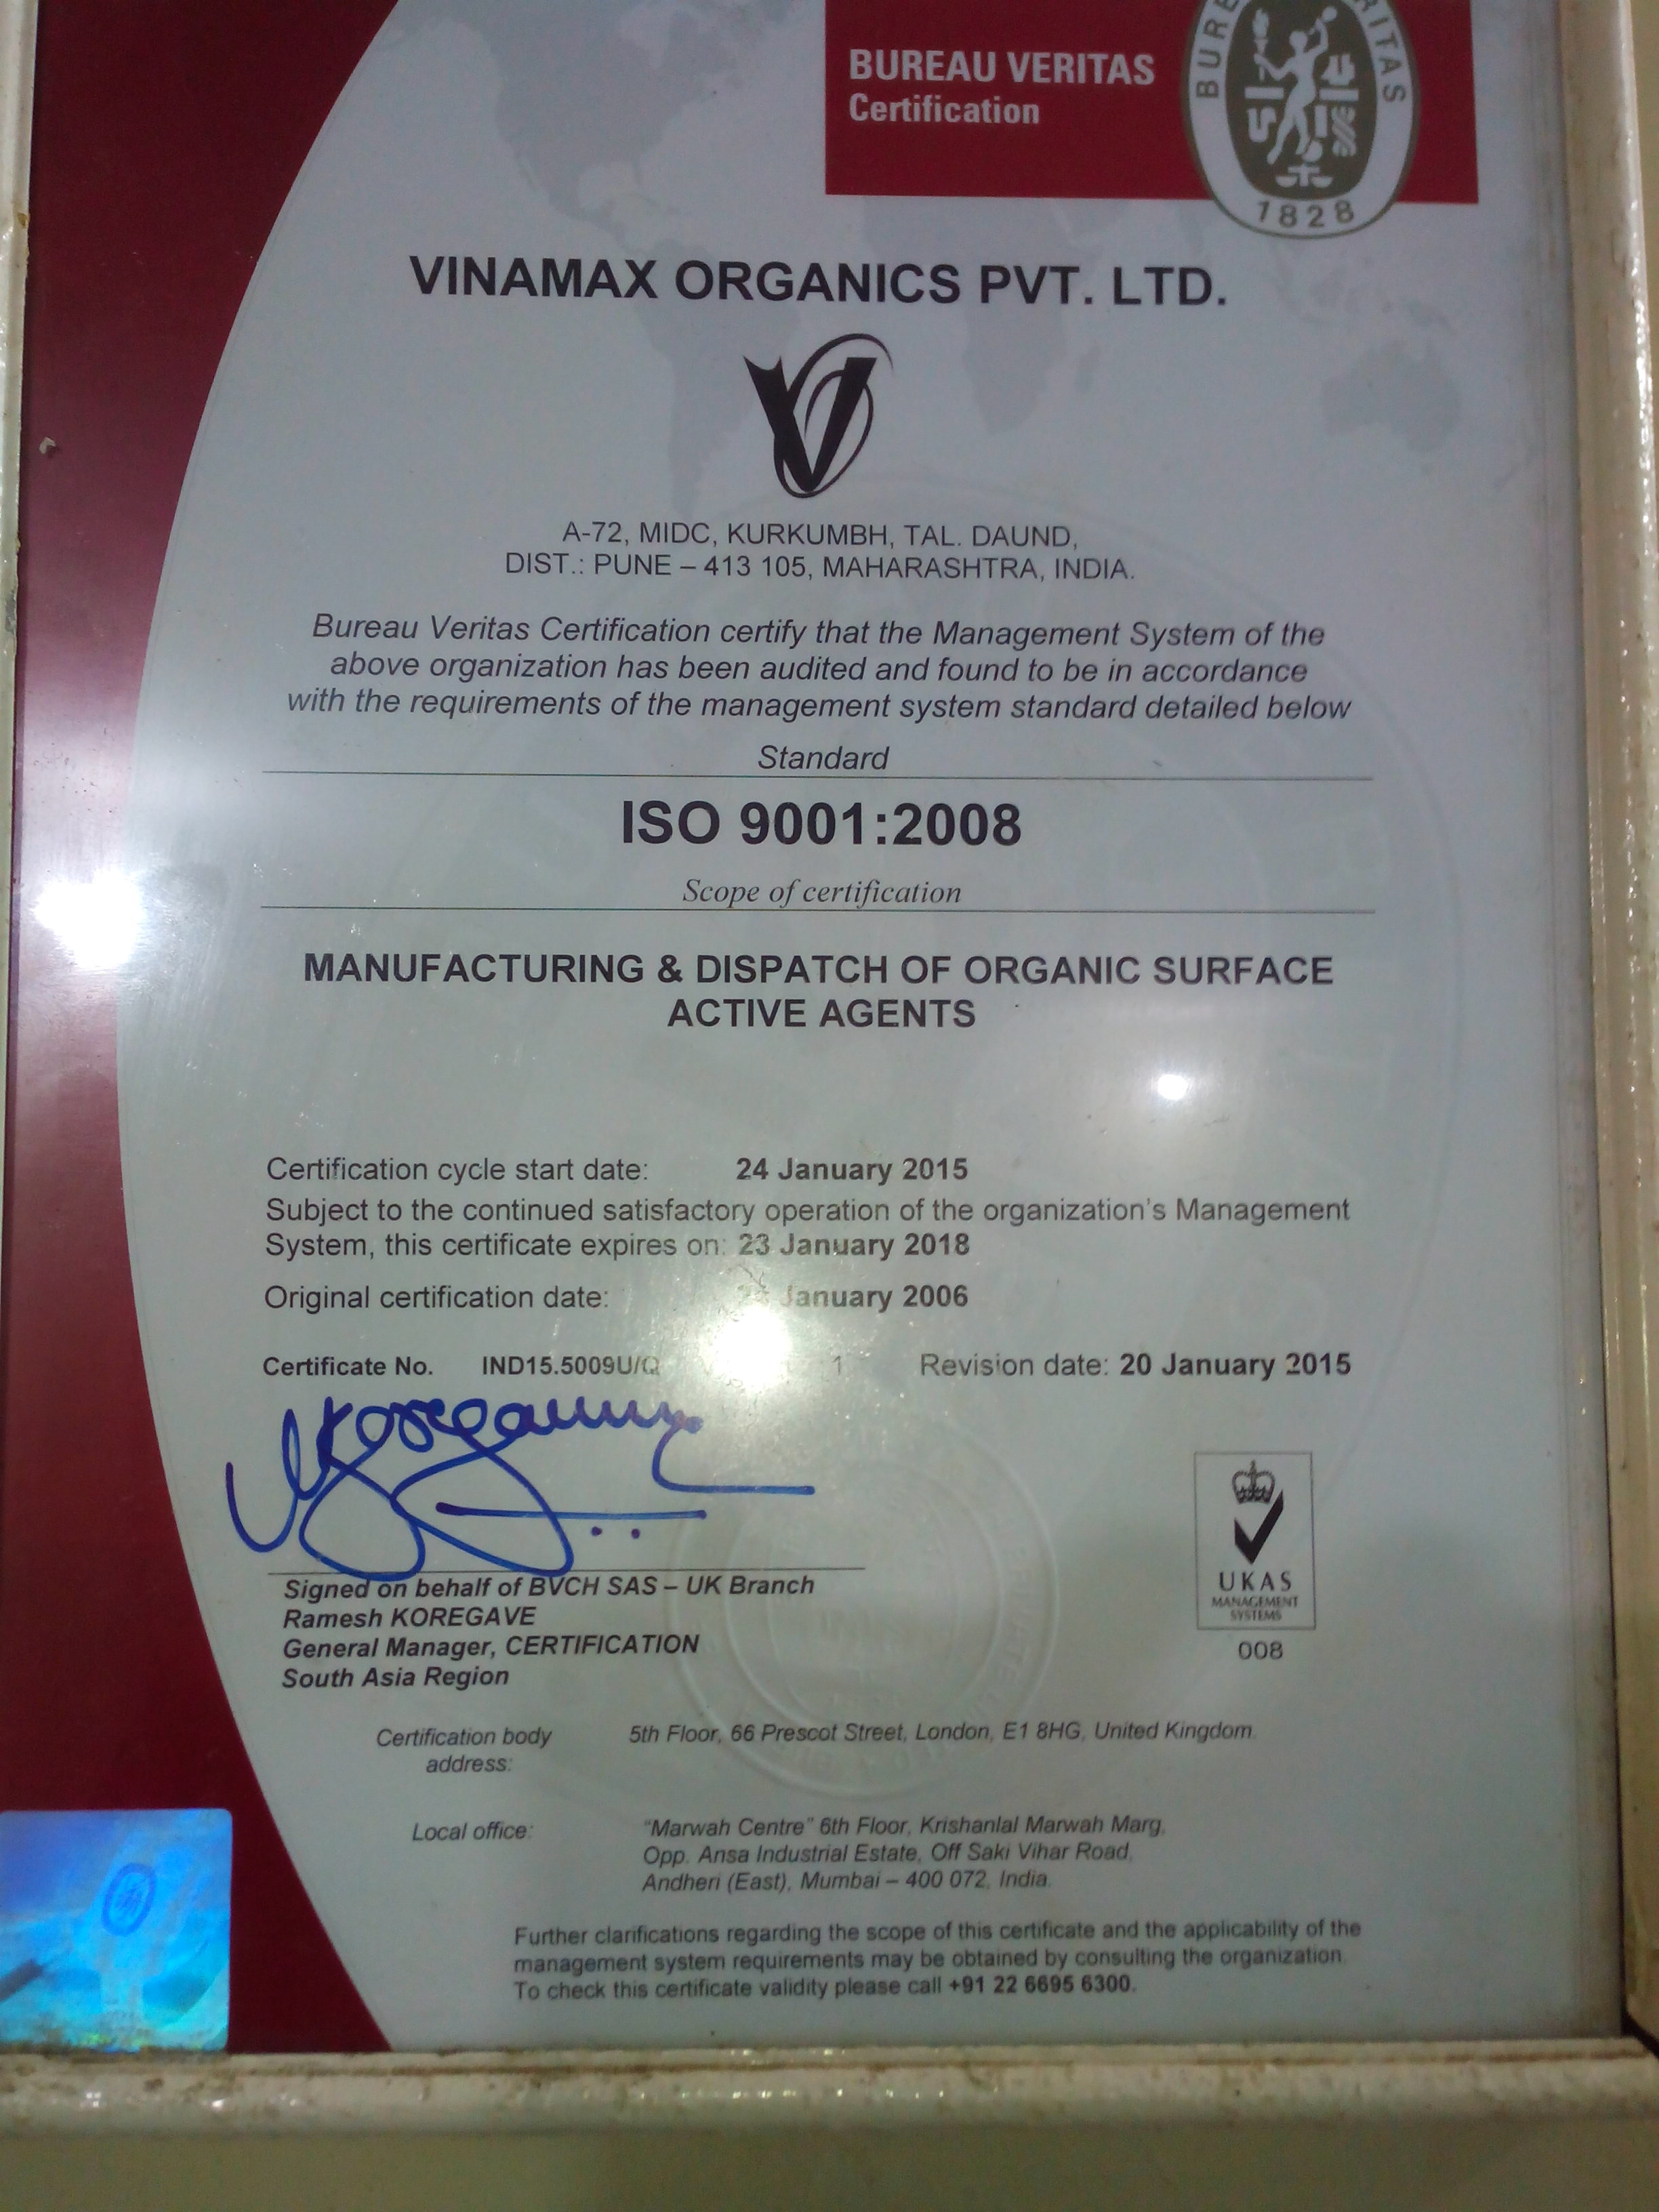 BUREAU VERITAS
Certification
BUREAU VERITAS
1828
VINAMAX ORGANICS PVT. LTD.
A-72, MIDC, KURKUMBH, TAL. DAUND,
DIST.: PUNE – 413 105, MAHARASHTRA, INDIA.
Bureau Veritas Certification certify that the Management System of the
above organization has been audited and found to be in accordance
with the requirements of the management system standard detailed below
Standard
ISO 9001:2008
Scope of certification
MANUFACTURING & DISPATCH OF ORGANIC SURFACE
ACTIVE AGENTS
Certification cycle start date: 24 January 2015
Subject to the continued satisfactory operation of the organization's Management
System, this certificate expires on: 23 January 2018
Original certification date: January 2006
Certificate No. IND15.5009U/Q 1 Revision date: 20 January 2015
Signed on behalf of BVCH SAS – UK Branch
Ramesh KOREGAVE
General Manager, CERTIFICATION
South Asia Region
UKAS
MANAGEMENT
SYSTEMS
008
Certification body 5th Floor, 66 Prescot Street, London, E1 8HG, United Kingdom.
address:
Local office: "Marwah Centre" 6th Floor, Krishanlal Marwah Marg,
Opp. Ansa Industrial Estate, Off Saki Vihar Road,
Andheri (East), Mumbai – 400 072, India.
Further clarifications regarding the scope of this certificate and the applicability of the
management system requirements may be obtained by consulting the organization.
To check this certificate validity please call +91 22 6695 6300.